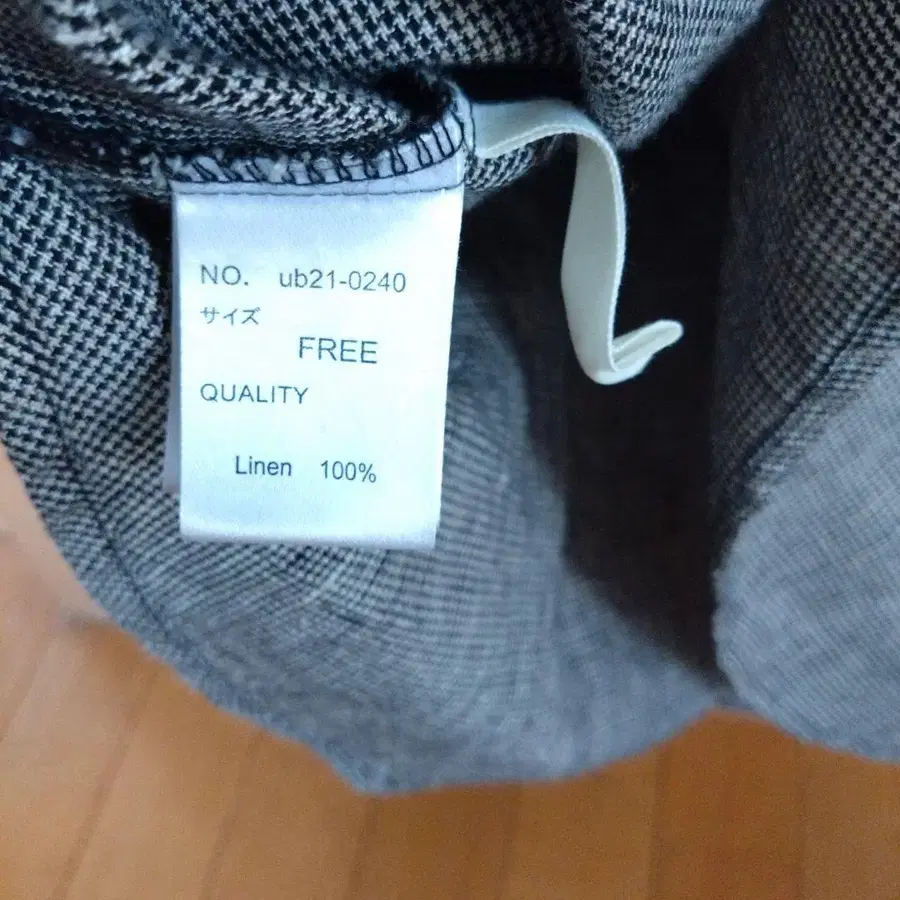 NO. ub21-0240
サイズ
FREE
QUALITY
Linen 100%